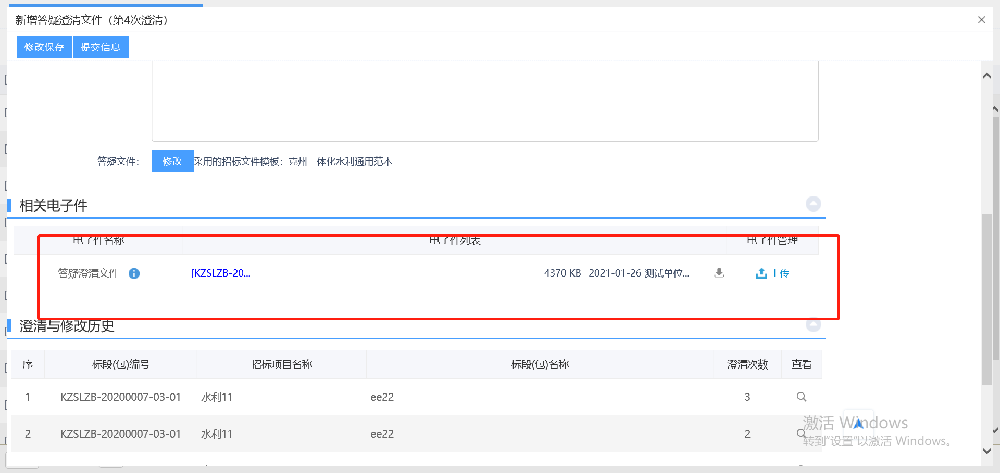 新增答疑澄清文件（第4次澄清）
修改保存 提交信息
答疑文件： 修改 采用的招标文件模板：克州一体化水利通用范本
相关电子件
电子件名称 电子件列表 电子件管理
答疑澄清文件 [KZSLZB-20... 4370 KB 2021-01-26 测试单位... 上传
澄清与修改历史
序 标段(包)编号 招标项目名称 标段(包)名称 澄清次数 查看
1 KZSLZB-20200007-03-01 水利11 ee22 3
2 KZSLZB-20200007-03-01 水利11 ee22 2
激活 Windows
转到“设置”以激活 Windows。